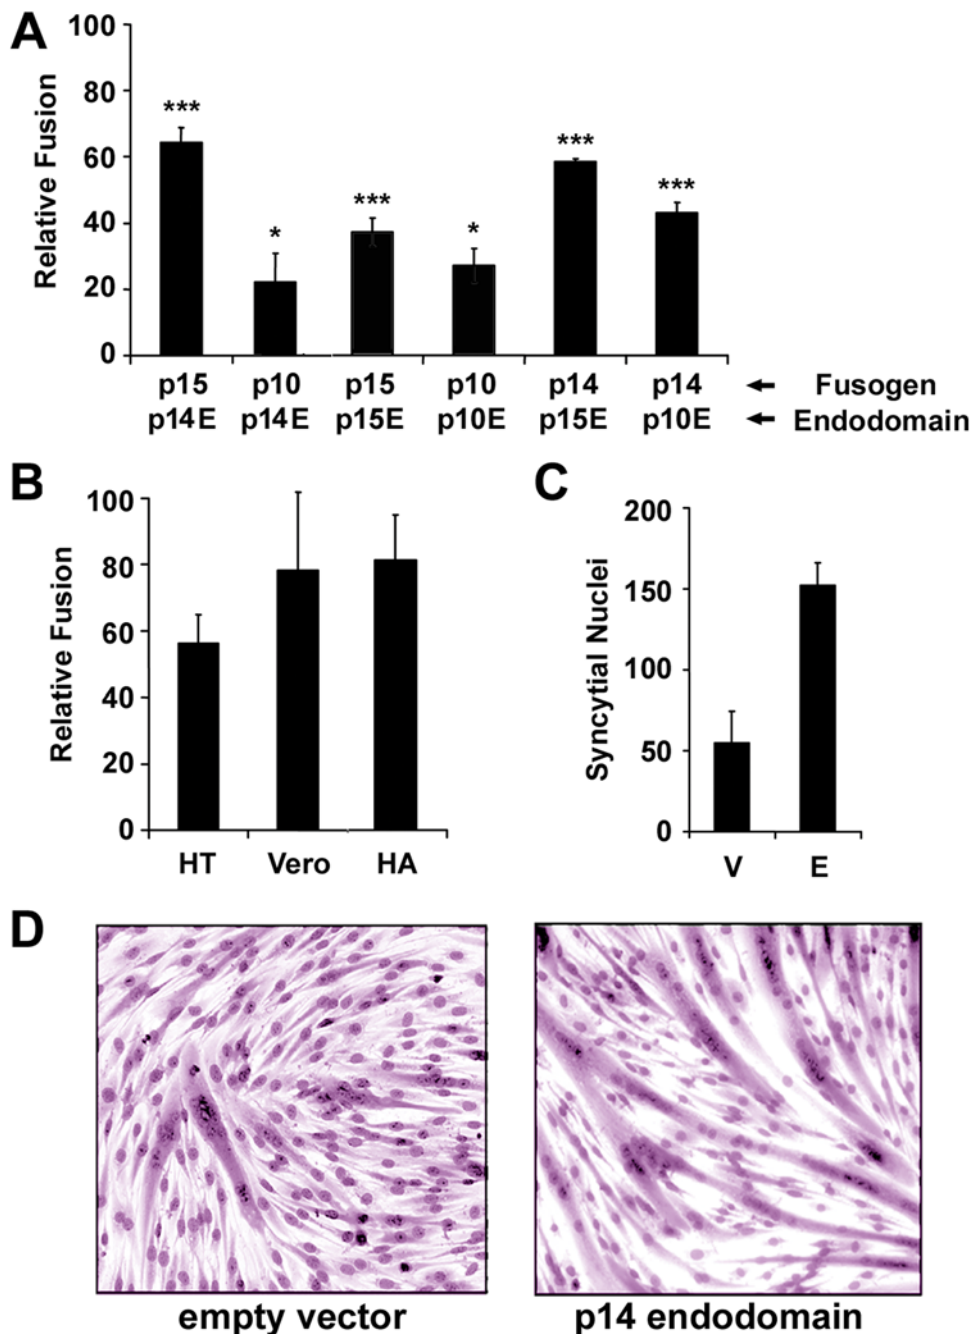 A
Relative Fusion
100
80
60
40
20
0
*** * *** * *** ***
p15 p10 p15 p10 p14 p14 ← Fusogen
p14E p14E p15E p10E p15E p10E ← Endodomain
B
Relative Fusion
100
80
60
40
20
0
HT Vero HA
C
Syncytial Nuclei
200
150
100
50
0
V E
D
empty vector
p14 endodomain